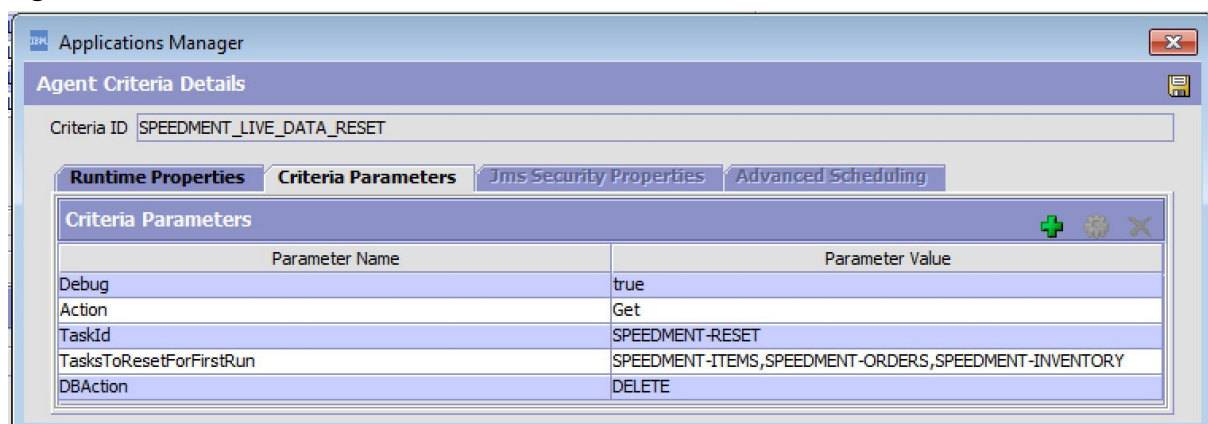 IBM Applications Manager
Agent Criteria Details
Criteria ID SPEEDMENT_LIVE_DATA_RESET
Runtime Properties Criteria Parameters Jms Security Properties Advanced Scheduling
Criteria Parameters
Parameter Name Parameter Value
Debug true
Action Get
TaskId SPEEDMENT-RESET
TasksToResetForFirstRun SPEEDMENT-ITEMS,SPEEDMENT-ORDERS,SPEEDMENT-INVENTORY
DBAction DELETE